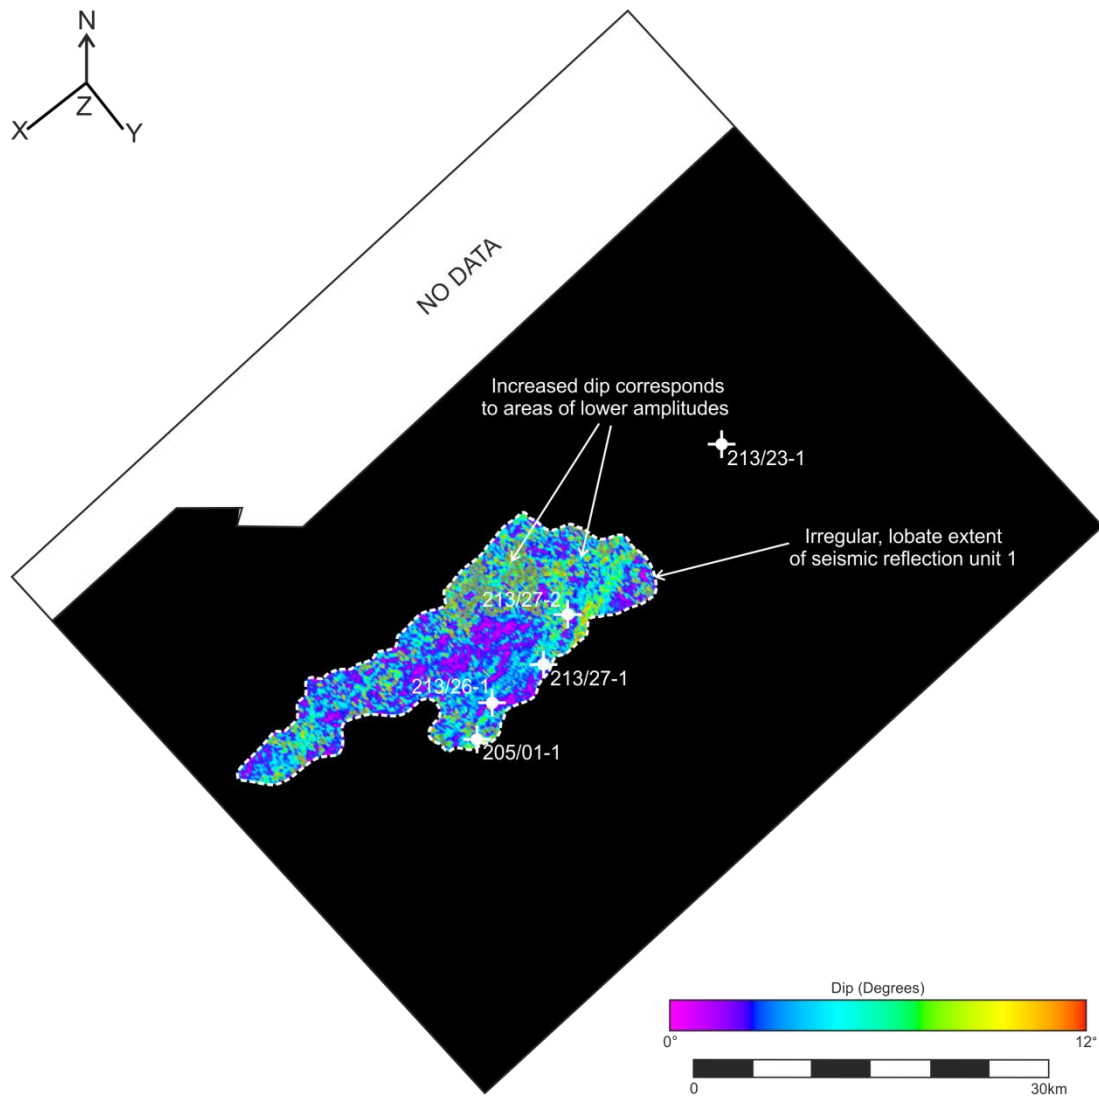 N
X
Z
Y
NO DATA
Increased dip corresponds
to areas of lower amplitudes
213/23-1
Irregular, lobate extent
of seismic reflection unit 1
213/27-2
213/27-1
213/26-1
205/01-1
Dip (Degrees)
0°
12°
0
30km